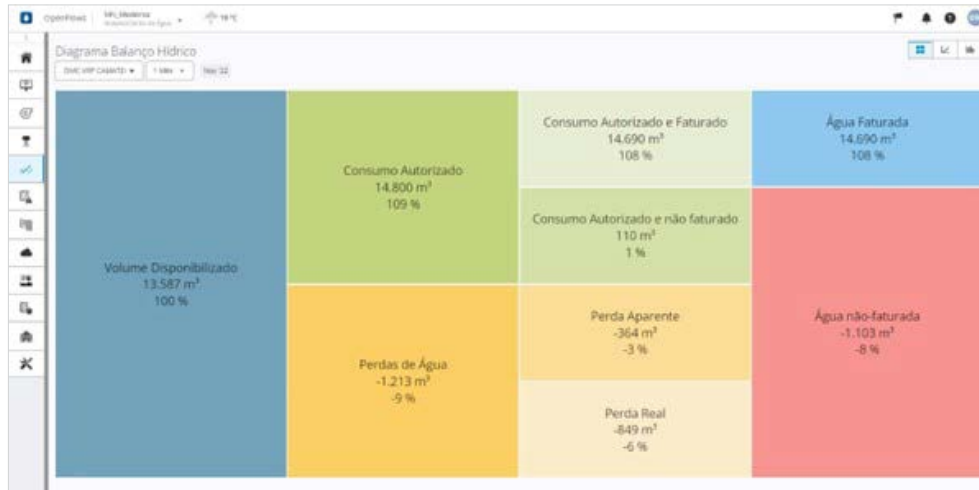 OpenFlows
18 °C
Diagrama Balanço Hídrico
1 Mês
Nov '22
Volume Disponibilizado
13.587 m³
100 %
Consumo Autorizado
14.800 m³
109 %
Perdas de Água
-1.213 m³
-9 %
Consumo Autorizado e Faturado
14.690 m³
108 %
Consumo Autorizado e não faturado
110 m³
1 %
Perda Aparente
-364 m³
-3 %
Perda Real
-849 m³
-6 %
Água Faturada
14.690 m³
108 %
Água não-faturada
-1.103 m³
-8 %